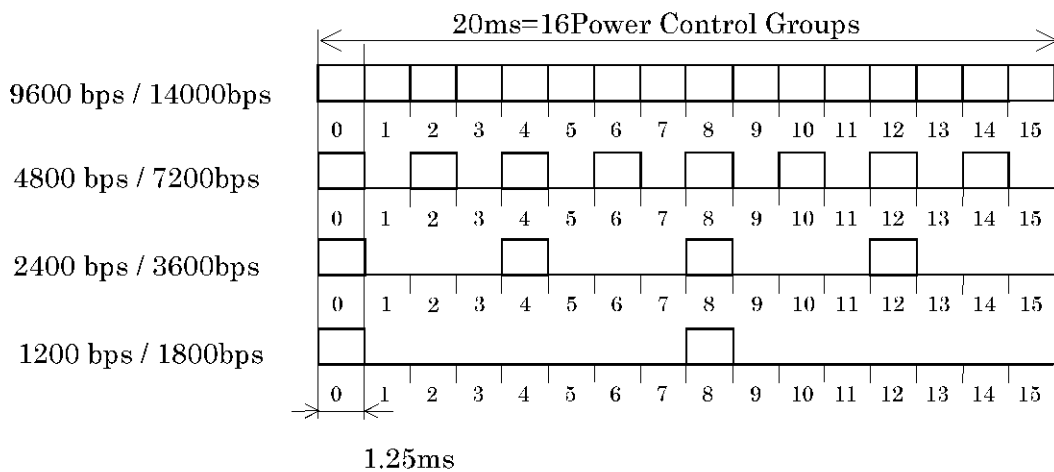 20ms=16Power Control Groups
9600 bps / 14000bps
0 1 2 3 4 5 6 7 8 9 10 11 12 13 14 15
4800 bps / 7200bps
0 1 2 3 4 5 6 7 8 9 10 11 12 13 14 15
2400 bps / 3600bps
0 1 2 3 4 5 6 7 8 9 10 11 12 13 14 15
1200 bps / 1800bps
0 1 2 3 4 5 6 7 8 9 10 11 12 13 14 15
1.25ms